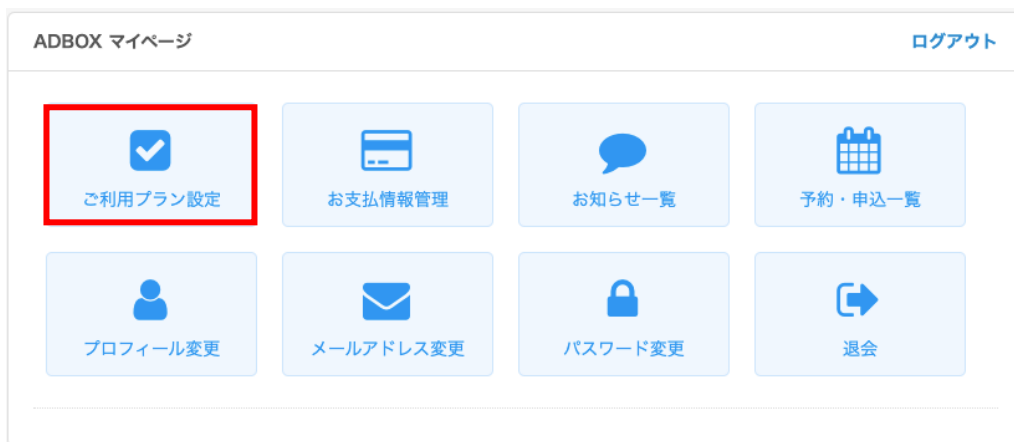 ADBOX マイページ
ログアウト
ご利用プラン設定
お支払情報管理
お知らせ一覧
予約・申込一覧
プロフィール変更
メールアドレス変更
パスワード変更
退会